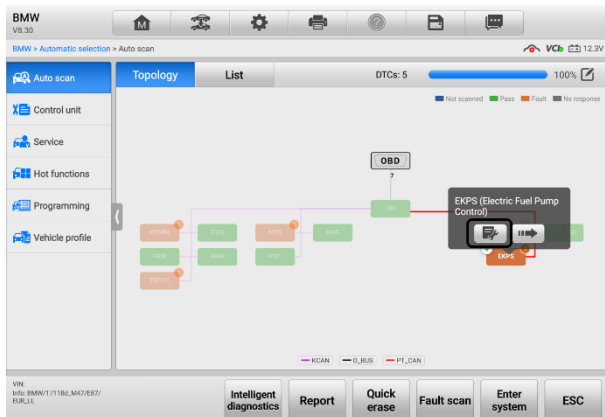 BMW
V8.30
M
?
BMW > Automatic selection > Auto scan
VCI 12.3V
Auto scan
Topology
List
DTCs: 5
100%
Not scanned Pass Fault No response
Control unit
Service
Hot functions
Programming
Vehicle profile
OBD
7
EKPS (Electric Fuel Pump
Control)
CAS
PDC
EKPS
KCAN D_BUS PT_CAN
VIN:
Info: BMW/1'/118d_M47/E87/
EUR_LL
Intelligent
diagnostics
Report
Quick
erase
Fault scan
Enter
system
ESC